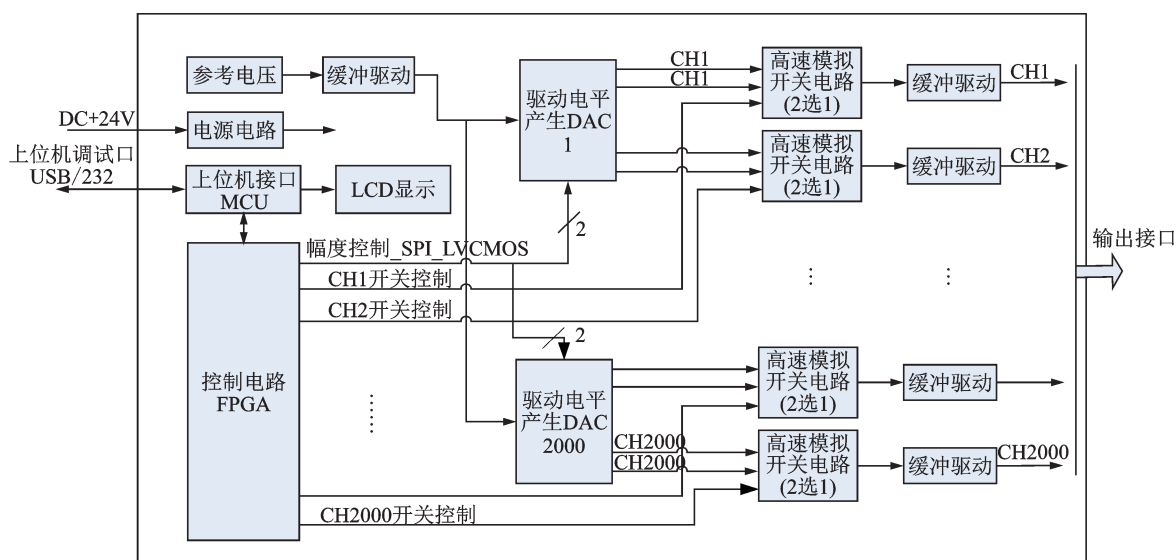 参考电压
缓冲驱动
驱动电平
产生DAC
1
CH1
CH1
高速模拟
开关电路
(2选1)
缓冲驱动
CH1
DC+24V
电源电路
高速模拟
开关电路
(2选1)
缓冲驱动
CH2
上位机调试口
USB/232
上位机接口
MCU
LCD显示
2
幅度控制_SPI_LVCMOS
CH1开关控制
CH2开关控制
⋮
⋮
输出接口
2
控制电路
FPGA
⋮
驱动电平
产生DAC
2000
高速模拟
开关电路
(2选1)
缓冲驱动
CH2000
CH2000
高速模拟
开关电路
(2选1)
缓冲驱动
CH2000
CH2000开关控制